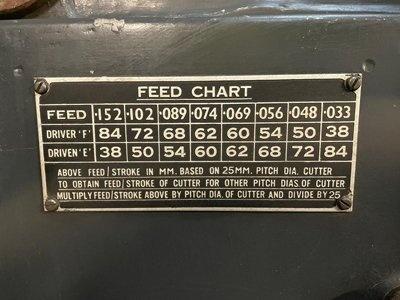 FEED CHART
FEED ·152 ·102 ·089 ·074 ·069 ·056 ·048 ·033
DRIVER 'F' 84 72 68 62 60 54 50 38
DRIVEN 'E' 38 50 54 60 62 68 72 84
ABOVE FEED/STROKE IN MM. BASED ON 25MM. PITCH DIA. CUTTER
TO OBTAIN FEED/STROKE OF CUTTER FOR OTHER PITCH DIAS. OF CUTTER
MULTIPLY FEED/STROKE ABOVE BY PITCH DIA. OF CUTTER AND DIVIDE BY 25